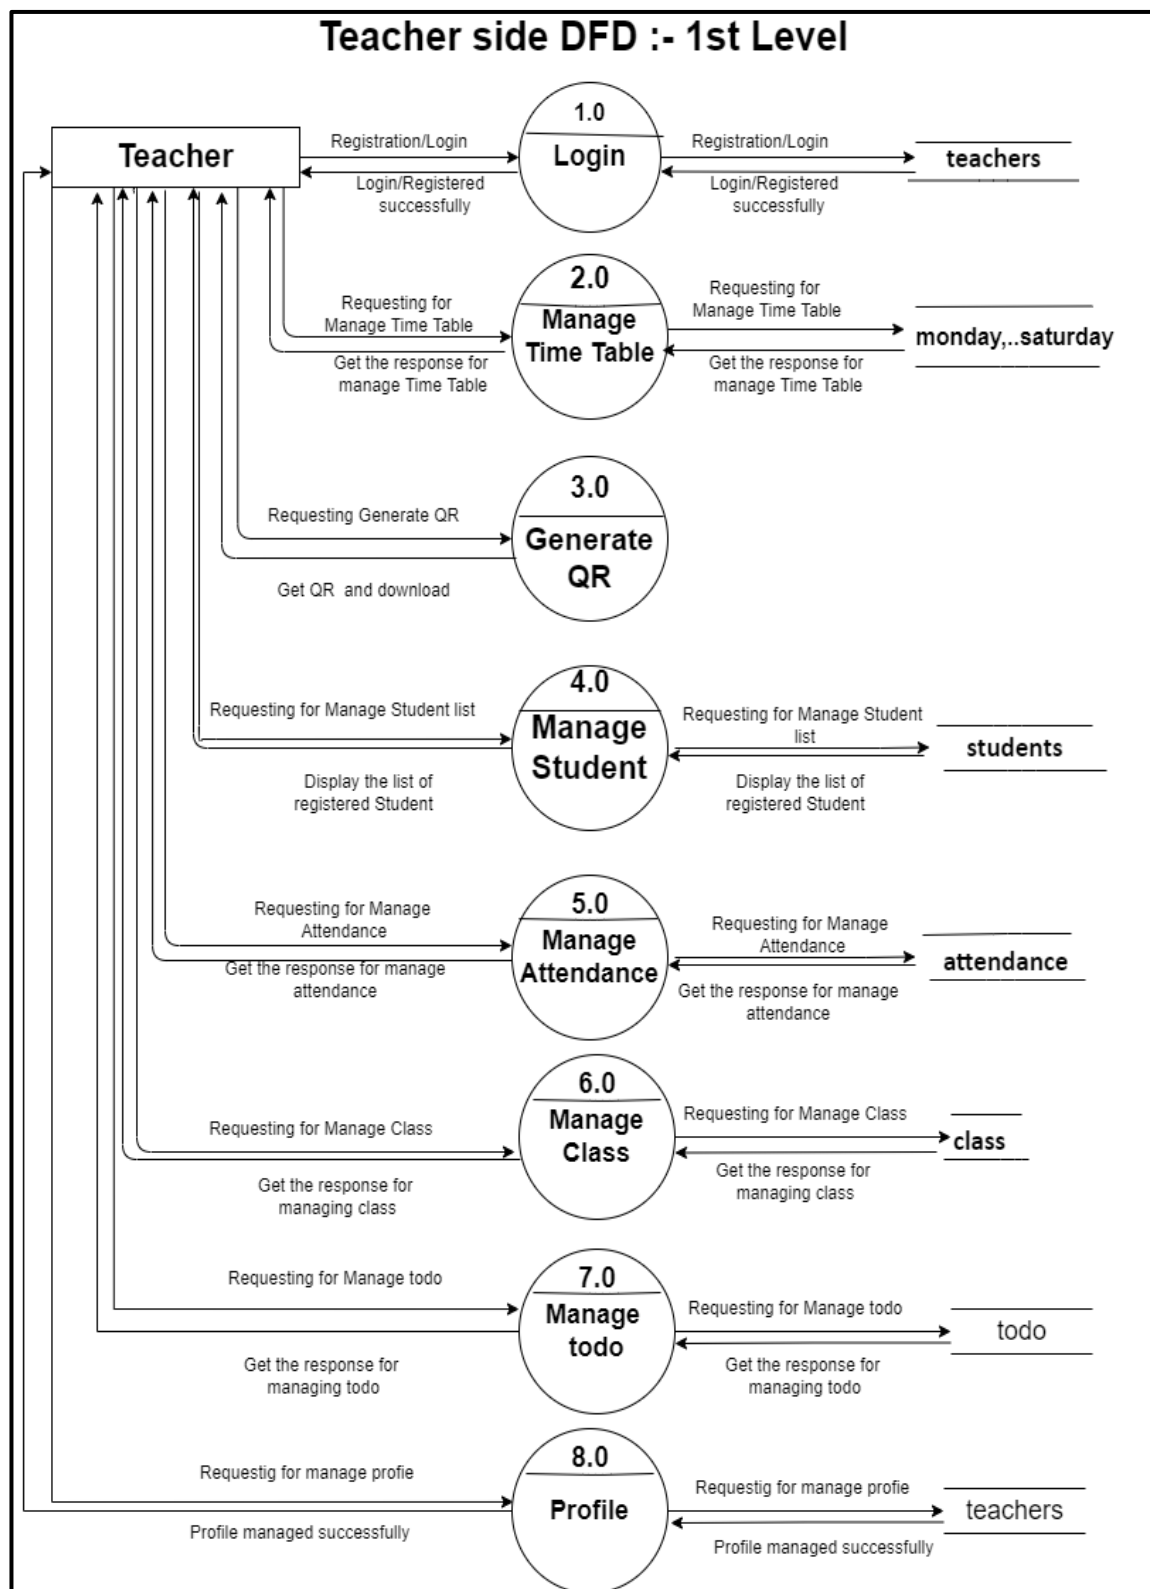 Teacher side DFD :- 1st Level
1.0
Login
Teacher
Registration/Login
Login/Registered
successfully
Registration/Login
Login/Registered
successfully
teachers
2.0
Manage
Time Table
Requesting for
Manage Time Table
Get the response for
manage Time Table
Requesting for
Manage Time Table
Get the response for
manage Time Table
monday,..saturday
3.0
Generate
QR
Requesting Generate QR
Get QR  and download
4.0
Manage
Student
Requesting for Manage Student list
Display the list of
registered Student
Requesting for Manage Student
list
Display the list of
registered Student
students
5.0
Manage
Attendance
Requesting for Manage
Attendance
Get the response for manage
attendance
Requesting for Manage
Attendance
Get the response for manage
attendance
attendance
6.0
Manage
Class
Requesting for Manage Class
Get the response for
managing class
Requesting for Manage Class
Get the response for
managing class
class
7.0
Manage
todo
Requesting for Manage todo
Get the response for
managing todo
Requesting for Manage todo
Get the response for
managing todo
todo
8.0
Profile
Requestig for manage profie
Profile managed successfully
Requestig for manage profie
Profile managed successfully
teachers